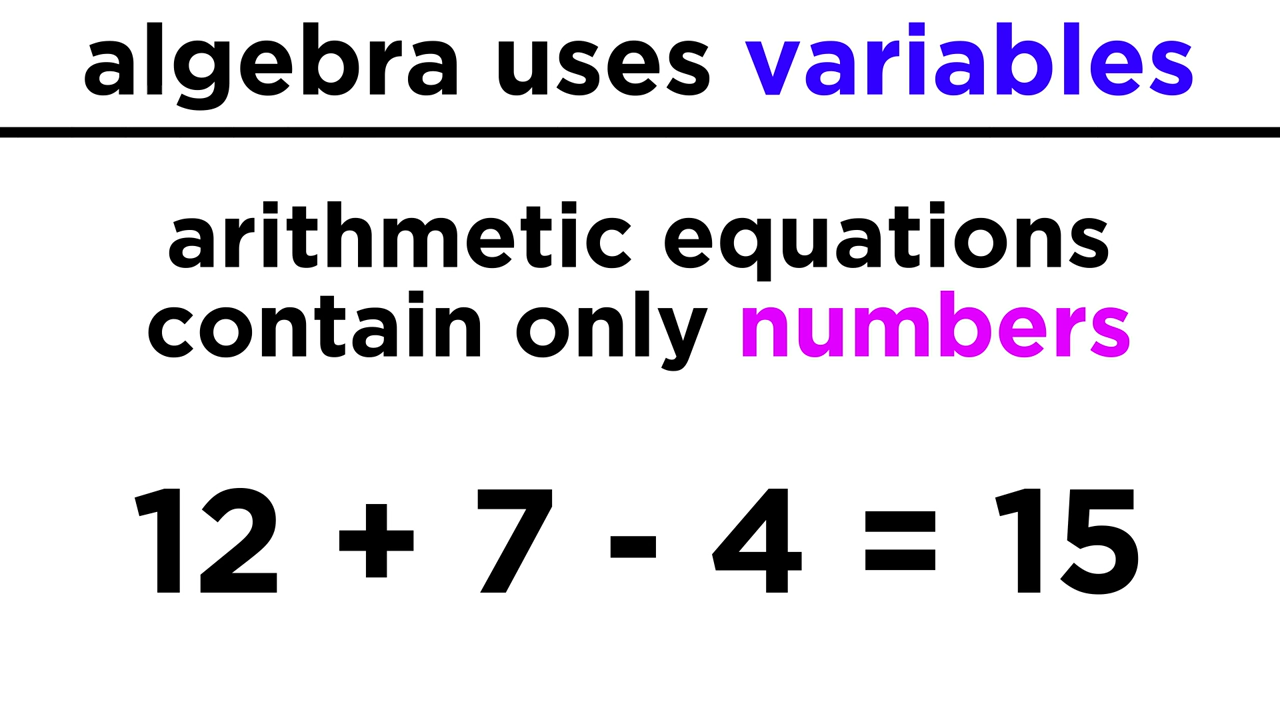 algebra uses variables
arithmetic equations
contain only numbers
12 + 7 - 4 = 15